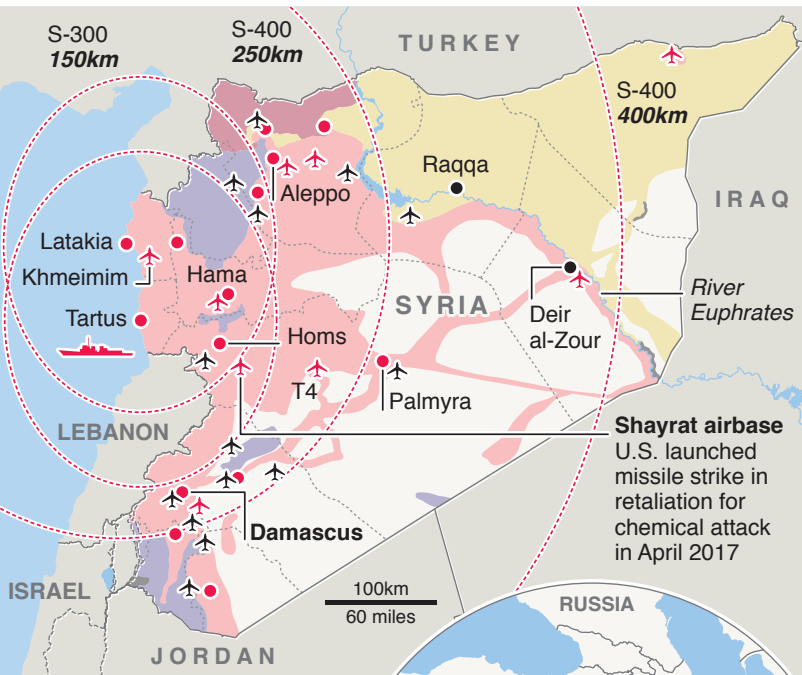 S-300
150km
S-400
250km
TURKEY
S-400
400km
Raqqa
Aleppo
IRAQ
Latakia
Khmeimim
Hama
SYRIA
River
Euphrates
Tartus
Homs
Deir
al-Zour
T4
Palmyra
LEBANON
Shayrat airbase
U.S. launched
missile strike in
retaliation for
chemical attack
in April 2017
Damascus
ISRAEL
100km
60 miles
RUSSIA
JORDAN